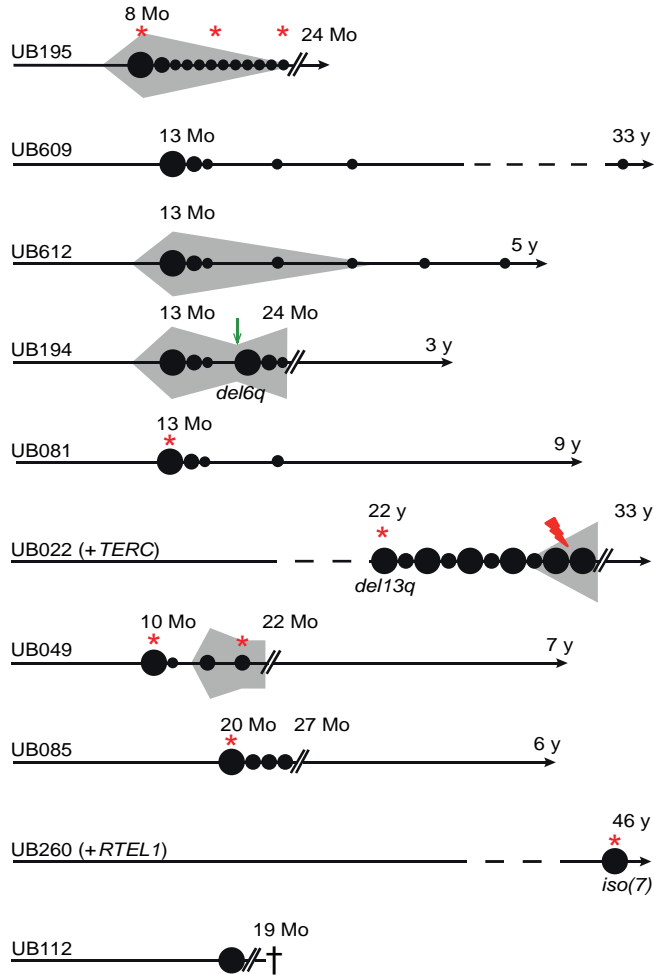 8 Mo * * * 24 Mo
UB195
13 Mo 33 y
UB609
13 Mo
UB612 5 y
13 Mo 24 Mo
UB194 3 y
del6q
13 Mo
* 9 y
UB081
22 y 33 y
*
UB022 (+TERC)
del13q
10 Mo 22 Mo
* * 7 y
UB049
20 Mo 27 Mo
* 6 y
UB085
46 y
*
UB260 (+RTEL1)
iso(7)
19 Mo
UB112 †